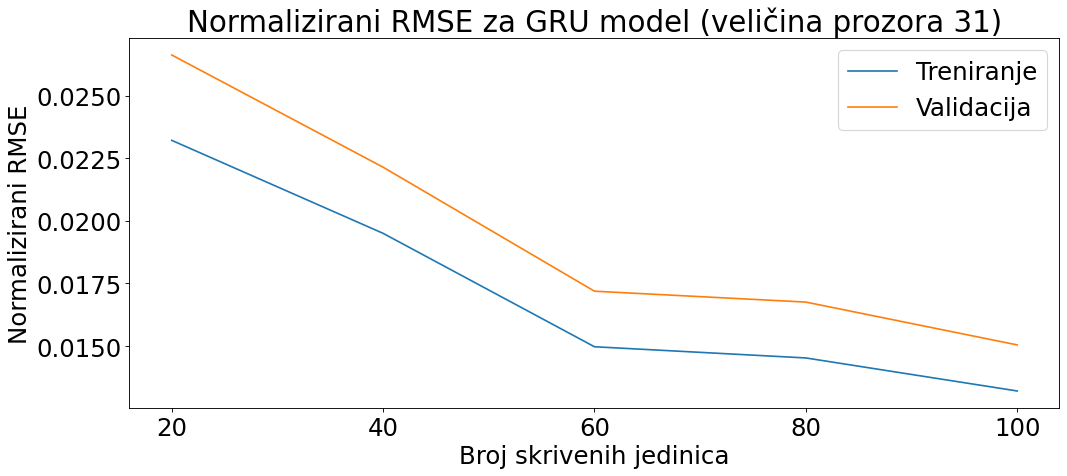 Normalizirani RMSE za GRU model (veličina prozora 31)
Treniranje
Validacija
Normalizirani RMSE
0.0250
0.0225
0.0200
0.0175
0.0150
20 40 60 80 100
Broj skrivenih jedinica